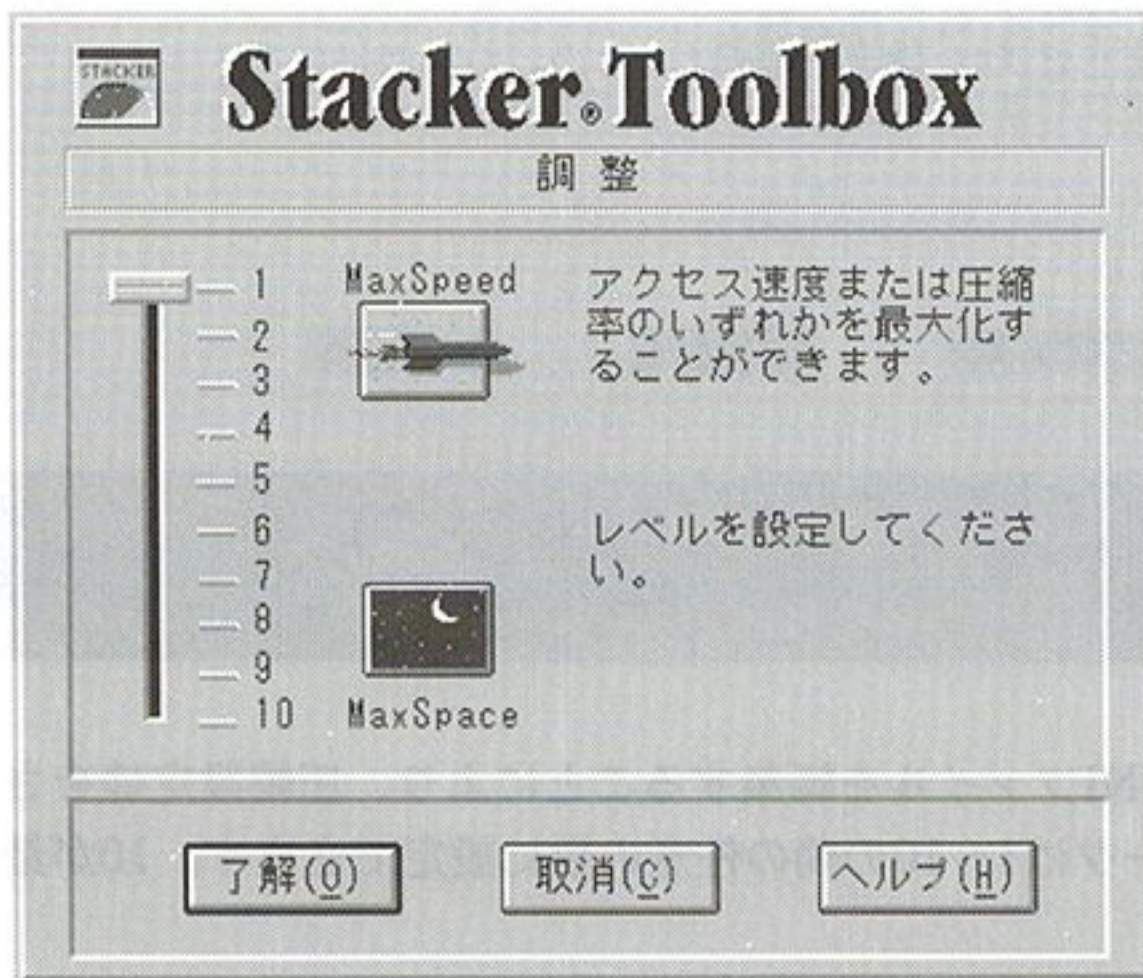 STACKER
Stacker® Toolbox
調 整
1
2
3
4
5
6
7
8
9
10
MaxSpeed
MaxSpace
アクセス速度または圧縮
率のいずれかを最大化す
ることができます。
レベルを設定してくださ
い。
了解(O)
取消(C)
ヘルプ(H)